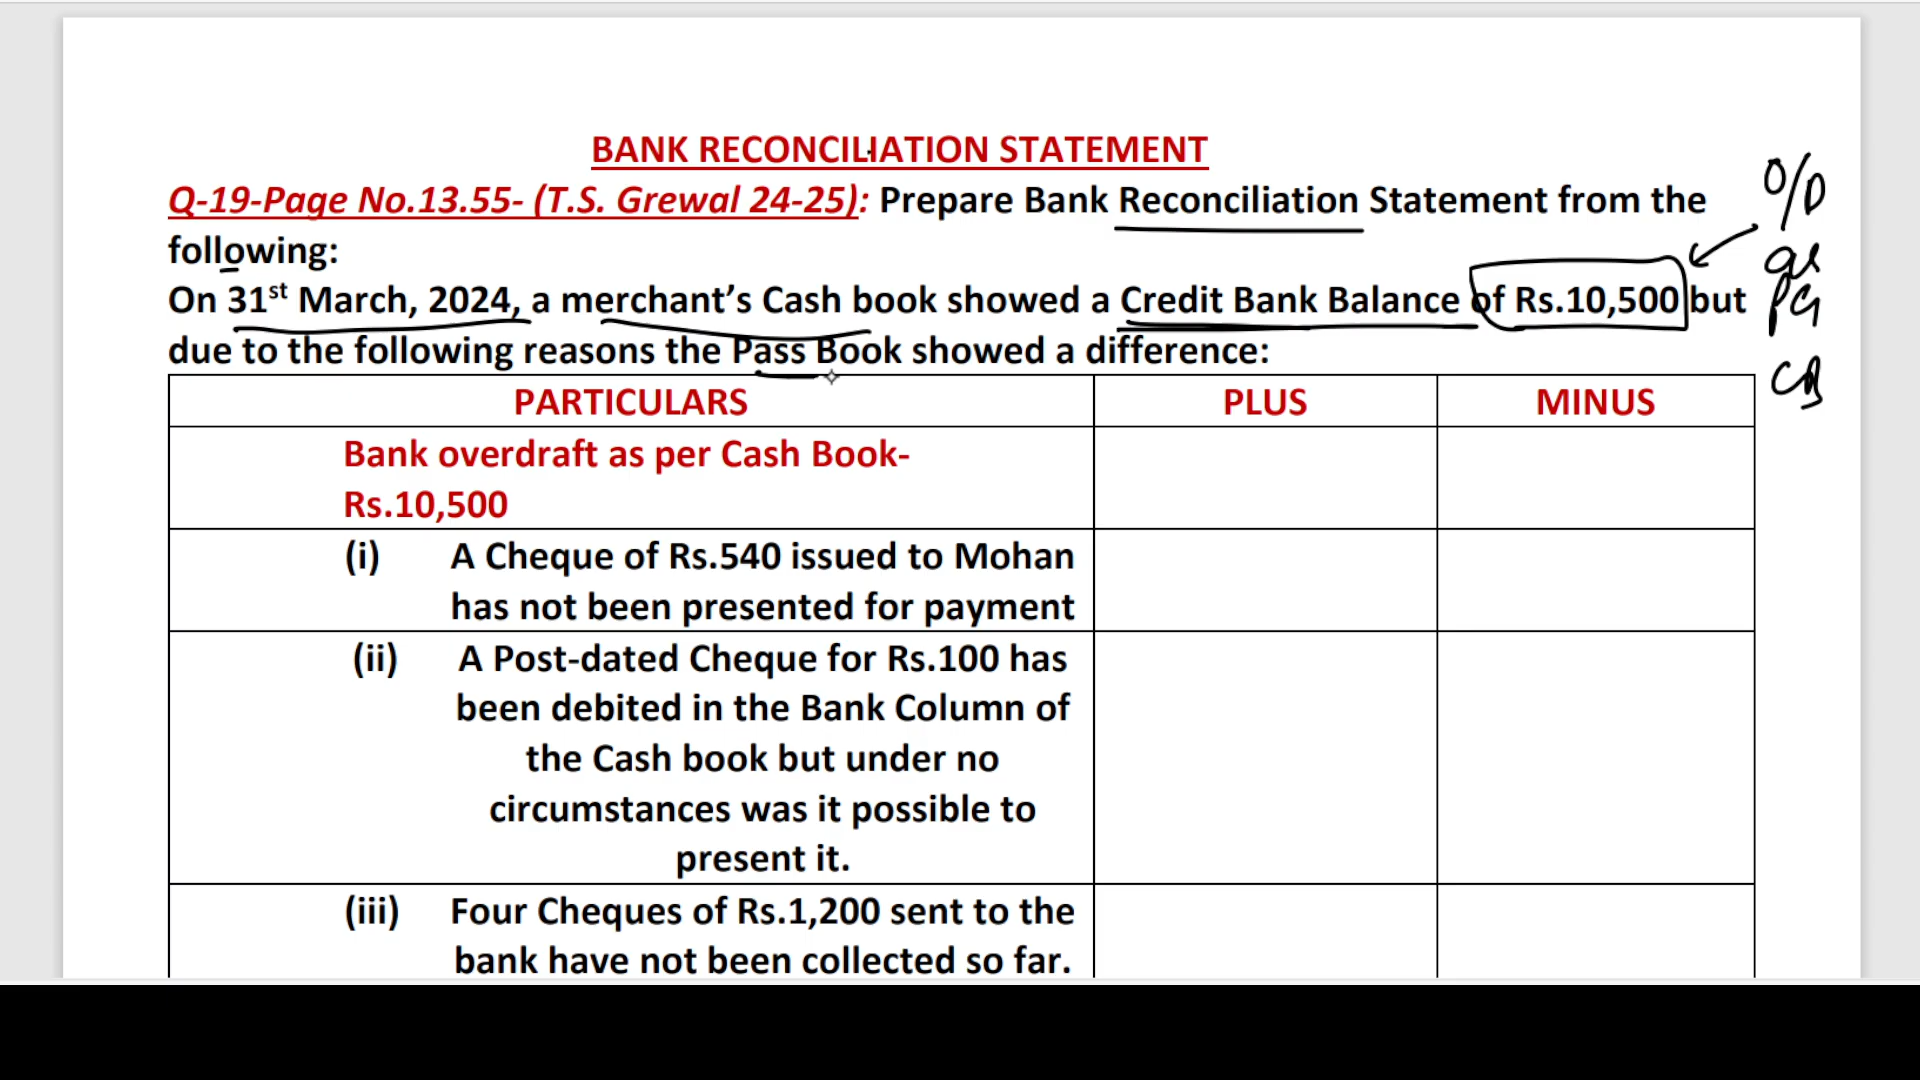 BANK RECONCILIATION STATEMENT
Q-19-Page No.13.55- (T.S. Grewal 24-25): Prepare Bank Reconciliation Statement from the
following:
On 31st March, 2024, a merchant’s Cash book showed a Credit Bank Balance of Rs.10,500 but
due to the following reasons the Pass Book showed a difference:
O/D
PARTICULARS PLUS MINUS
Bank overdraft as per Cash Book-
Rs.10,500
(i) A Cheque of Rs.540 issued to Mohan
has not been presented for payment
(ii) A Post-dated Cheque for Rs.100 has
been debited in the Bank Column of
the Cash book but under no
circumstances was it possible to
present it.
(iii) Four Cheques of Rs.1,200 sent to the
bank have not been collected so far.